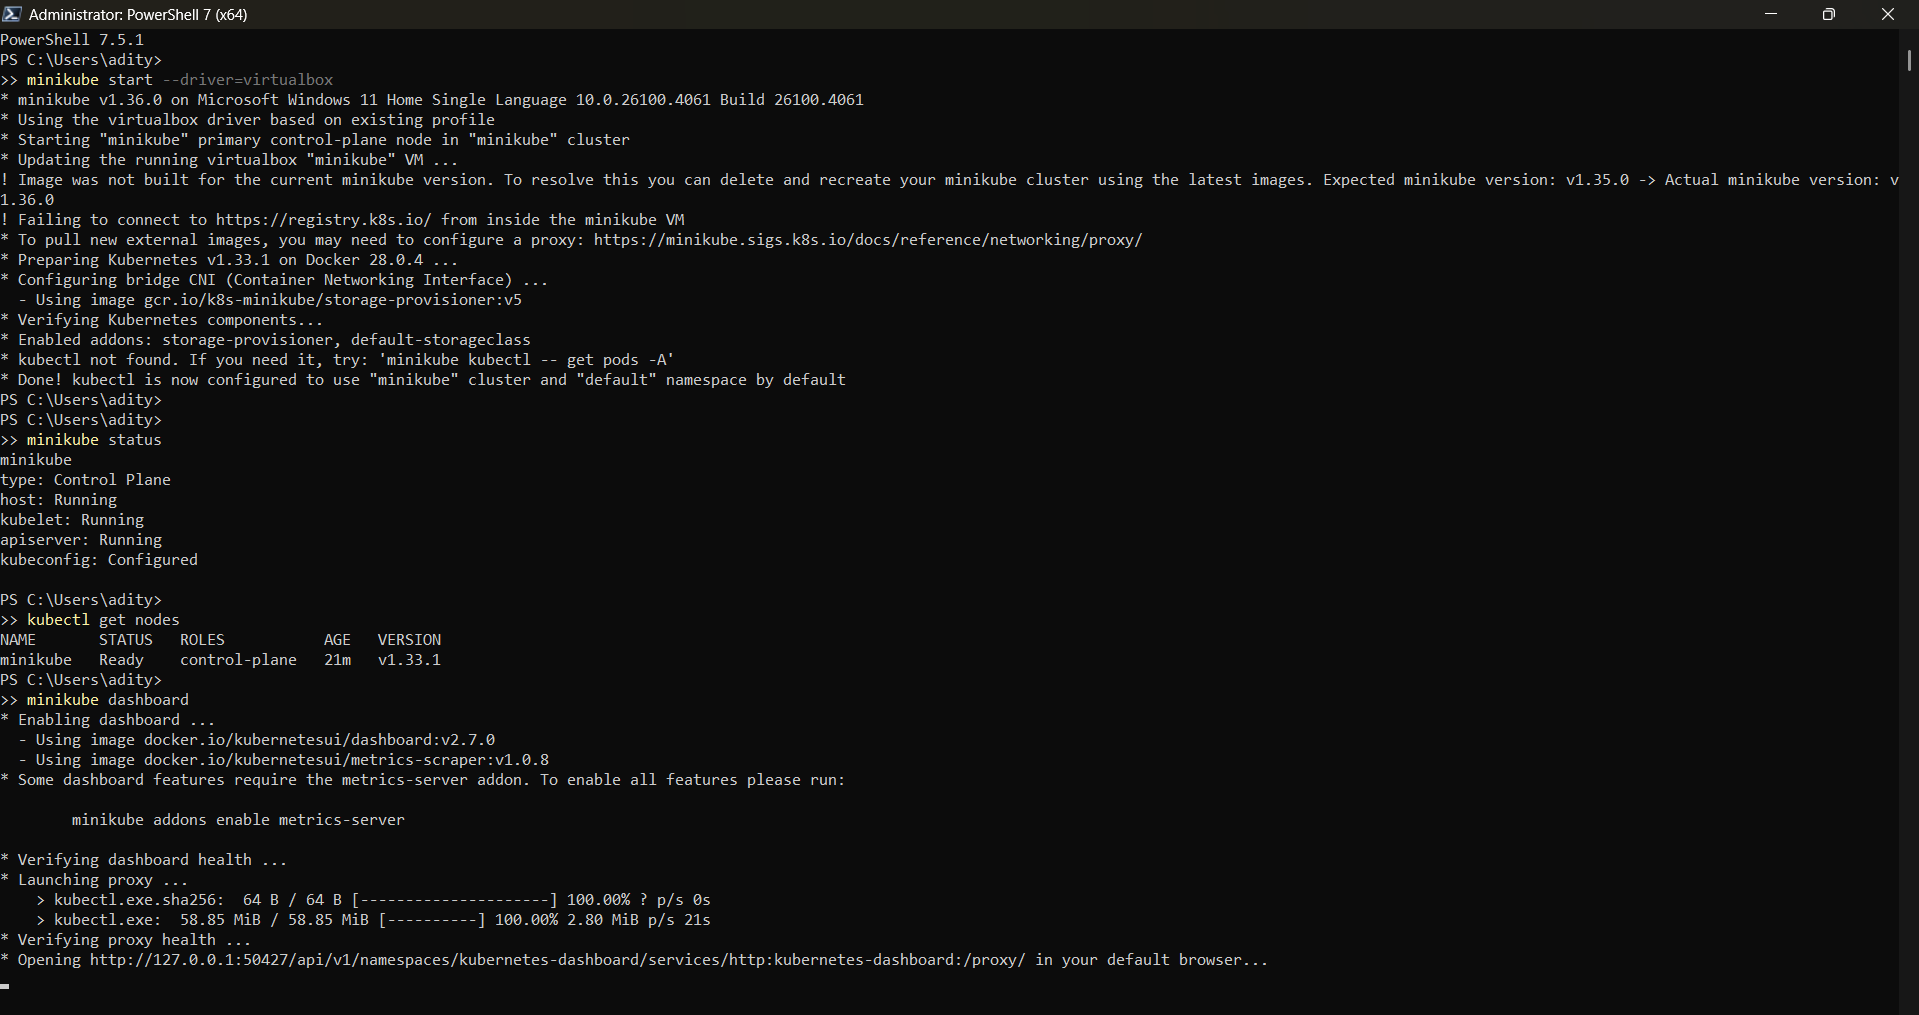 Administrator: PowerShell 7 (x64)
PowerShell 7.5.1
PS C:\Users\adity>
>> minikube start --driver=virtualbox
* minikube v1.36.0 on Microsoft Windows 11 Home Single Language 10.0.26100.4061 Build 26100.4061
* Using the virtualbox driver based on existing profile
* Starting "minikube" primary control-plane node in "minikube" cluster
* Updating the running virtualbox "minikube" VM ...
! Image was not built for the current minikube version. To resolve this you can delete and recreate your minikube cluster using the latest images. Expected minikube version: v1.35.0 -> Actual minikube version: v
1.36.0
! Failing to connect to https://registry.k8s.io/ from inside the minikube VM
* To pull new external images, you may need to configure a proxy: https://minikube.sigs.k8s.io/docs/reference/networking/proxy/
* Preparing Kubernetes v1.33.1 on Docker 28.0.4 ...
* Configuring bridge CNI (Container Networking Interface) ...
  - Using image gcr.io/k8s-minikube/storage-provisioner:v5
* Verifying Kubernetes components...
* Enabled addons: storage-provisioner, default-storageclass
* kubectl not found. If you need it, try: 'minikube kubectl -- get pods -A'
* Done! kubectl is now configured to use "minikube" cluster and "default" namespace by default
PS C:\Users\adity>
PS C:\Users\adity>
>> minikube status
minikube
type: Control Plane
host: Running
kubelet: Running
apiserver: Running
kubeconfig: Configured
PS C:\Users\adity>
>> kubectl get nodes
NAME       STATUS   ROLES           AGE   VERSION
minikube   Ready    control-plane   21m   v1.33.1
PS C:\Users\adity>
>> minikube dashboard
* Enabling dashboard ...
  - Using image docker.io/kubernetesui/dashboard:v2.7.0
  - Using image docker.io/kubernetesui/metrics-scraper:v1.0.8
* Some dashboard features require the metrics-server addon. To enable all features please run:
        minikube addons enable metrics-server
* Verifying dashboard health ...
* Launching proxy ...
    > kubectl.exe.sha256:  64 B / 64 B [---------------------] 100.00% ? p/s 0s
    > kubectl.exe:  58.85 MiB / 58.85 MiB [----------] 100.00% 2.80 MiB p/s 21s
* Verifying proxy health ...
* Opening http://127.0.0.1:50427/api/v1/namespaces/kubernetes-dashboard/services/http:kubernetes-dashboard:/proxy/ in your default browser...